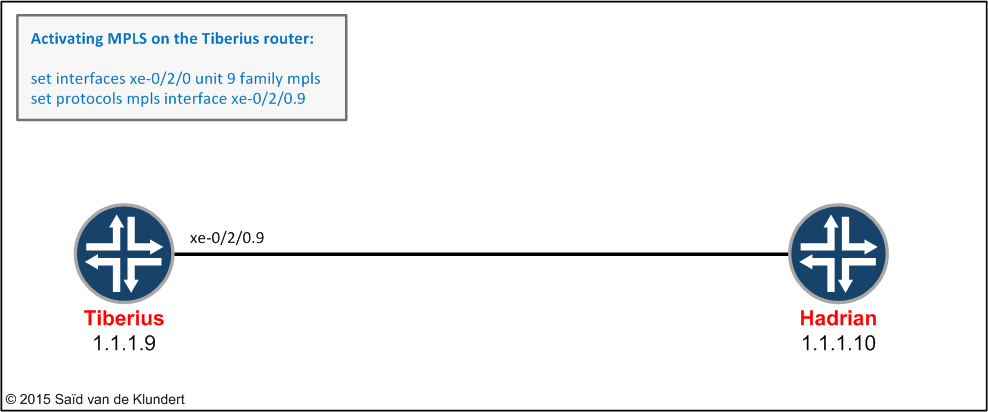 Activating MPLS on the Tiberius router:
set interfaces xe-0/2/0 unit 9 family mpls
set protocols mpls interface xe-0/2/0.9
xe-0/2/0.9
Tiberius
1.1.1.9
Hadrian
1.1.1.10
© 2015 Saïd van de Klundert